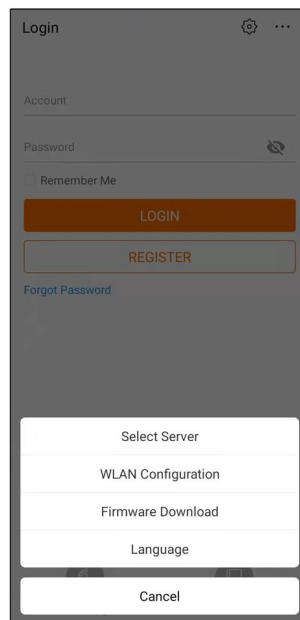 Login
Account
Password
Remember Me
LOGIN
REGISTER
Forgot Password
Select Server
WLAN Configuration
Firmware Download
Language
Cancel